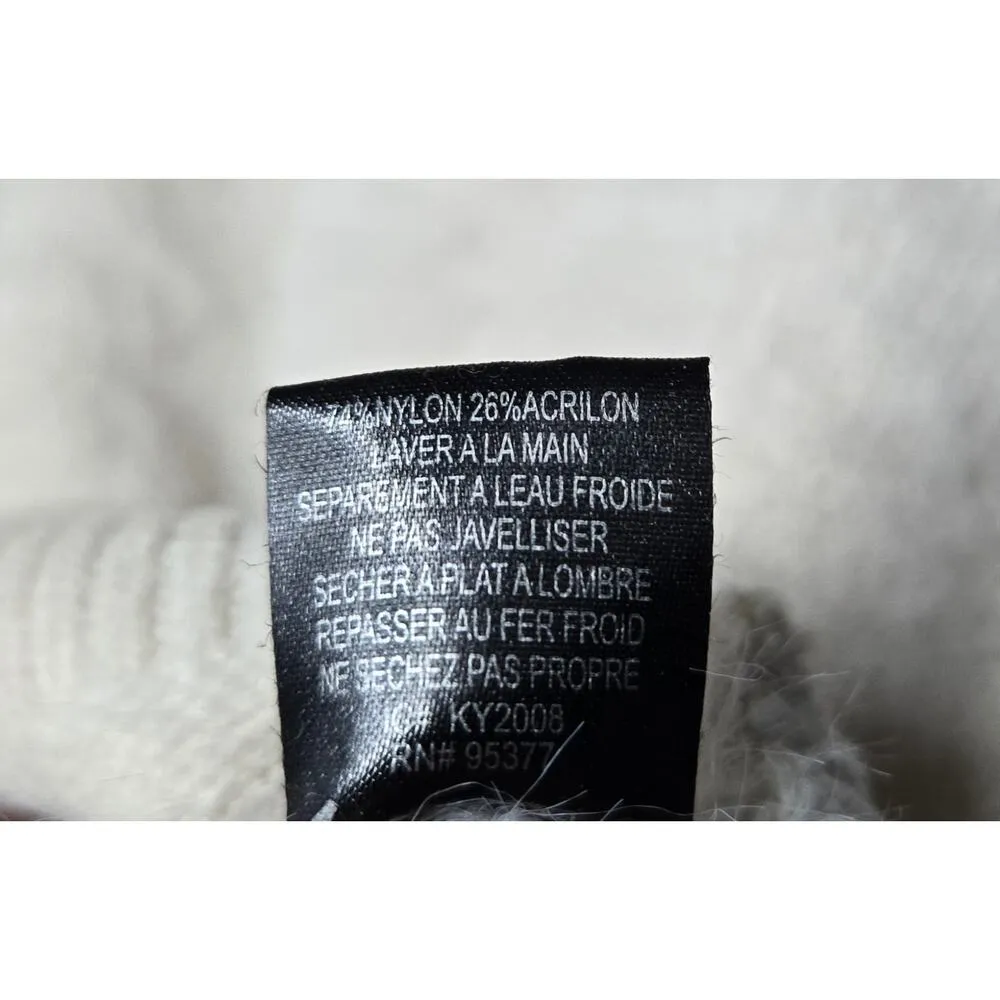 74%NYLON 26%ACRILON
LAVER A LA MAIN
SEPAREMENT A LEAU FROIDE
NE PAS JAVELLISER
SECHER A PLAT A LOMBRE
REPASSER AU FER FROID
NE SECHEZ PAS PROPRE
KY2008
RN# 95377